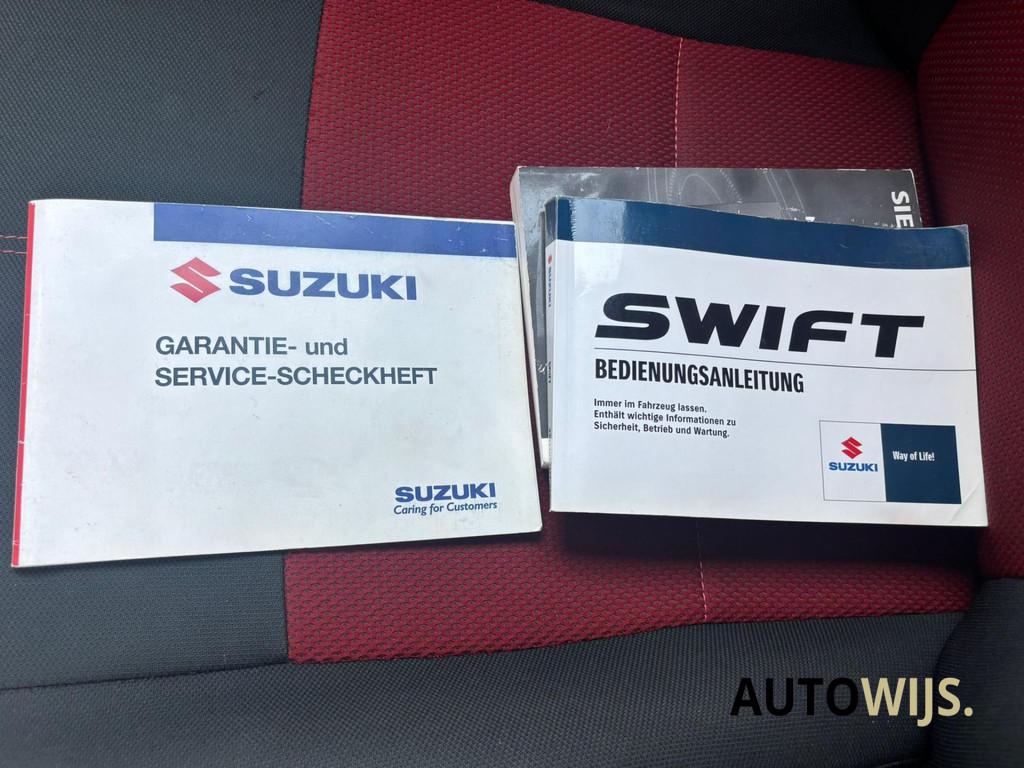 SUZUKI
GARANTIE- und
SERVICE-SCHECKHEFT
SUZUKI
Caring for Customers
SUZUKI
SWIFT
BEDIENUNGSANLEITUNG
Immer im Fahrzeug lassen.
Enthält wichtige Informationen zu
Sicherheit, Betrieb und Wartung.
SUZUKI
Way of Life!
AUTOWIJS.